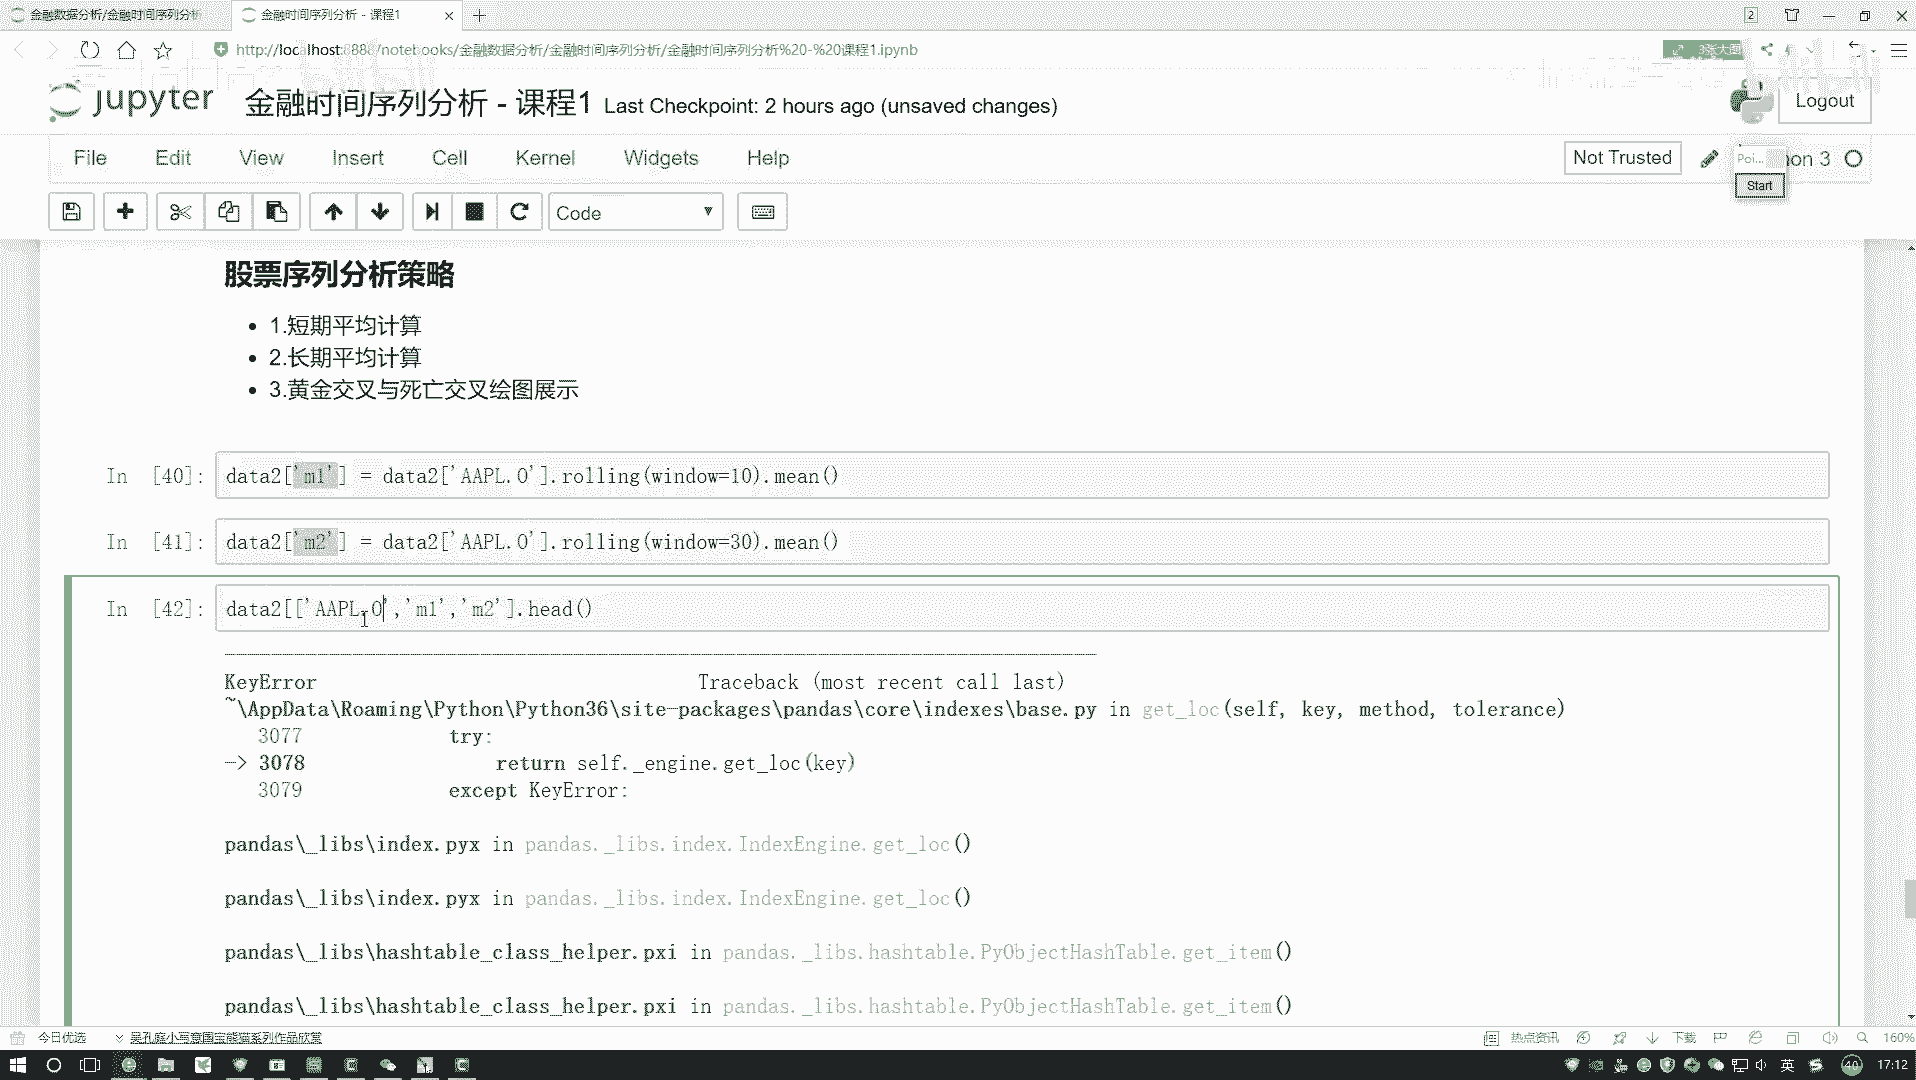 金融数据分析/金融时间序列分析
金融时间序列分析 - 课程1
2
http://localhost:8888/notebooks/金融数据分析/金融时间序列分析/金融时间序列分析%20-%20课程1.ipynb
3张大图
jupyter
金融时间序列分析 - 课程1 Last Checkpoint: 2 hours ago (unsaved changes)
Logout
File Edit View Insert Cell Kernel Widgets Help
Not Trusted
Poi...
hon 3
Start
Code
股票序列分析策略
1.短期平均计算
2.长期平均计算
3.黄金交叉与死亡交叉绘图展示
In [40]: data2['m1'] = data2['AAPL.O'].rolling(window=10).mean()
In [41]: data2['m2'] = data2['AAPL.O'].rolling(window=30).mean()
In [42]: data2[['AAPL.O','m1','m2'].head()
KeyError Traceback (most recent call last)
~\AppData\Roaming\Python\Python36\site-packages\pandas\core\indexes\base.py in get_loc(self, key, method, tolerance)
3077 try:
-> 3078 return self._engine.get_loc(key)
3079 except KeyError:
pandas\_libs\index.pyx in pandas._libs.index.IndexEngine.get_loc()
pandas\_libs\index.pyx in pandas._libs.index.IndexEngine.get_loc()
pandas\_libs\hashtable_class_helper.pxi in pandas._libs.hashtable.PyObjectHashTable.get_item()
pandas\_libs\hashtable_class_helper.pxi in pandas._libs.hashtable.PyObjectHashTable.get_item()
今日优选
热点资讯
下载
160%
英
40
17:12